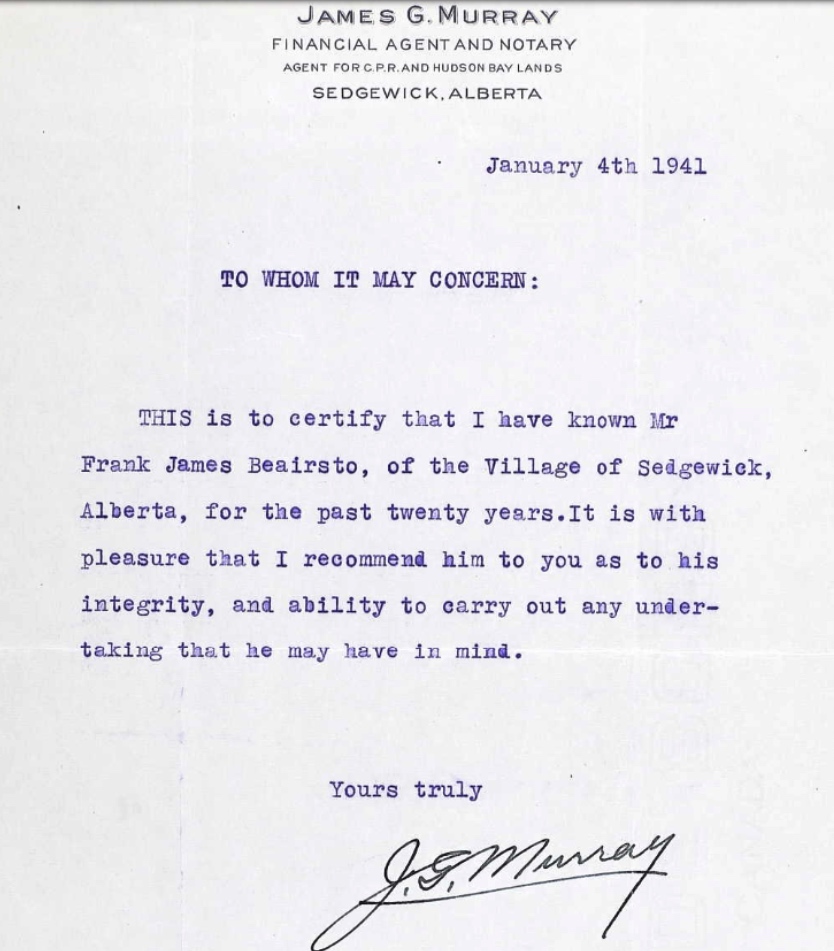 JAMES G. MURRAY
FINANCIAL AGENT AND NOTARY
AGENT FOR C.P.R. AND HUDSON BAY LANDS
SEDGEWICK, ALBERTA
January 4th 1941
TO WHOM IT MAY CONCERN:
THIS is to certify that I have known Mr
Frank James Beairsto, of the Village of Sedgewick,
Alberta, for the past twenty years.It is with
pleasure that I recommend him to you as to his
integrity, and ability to carry out any under-
taking that he may have in mind.
Yours truly
J.G. Murray